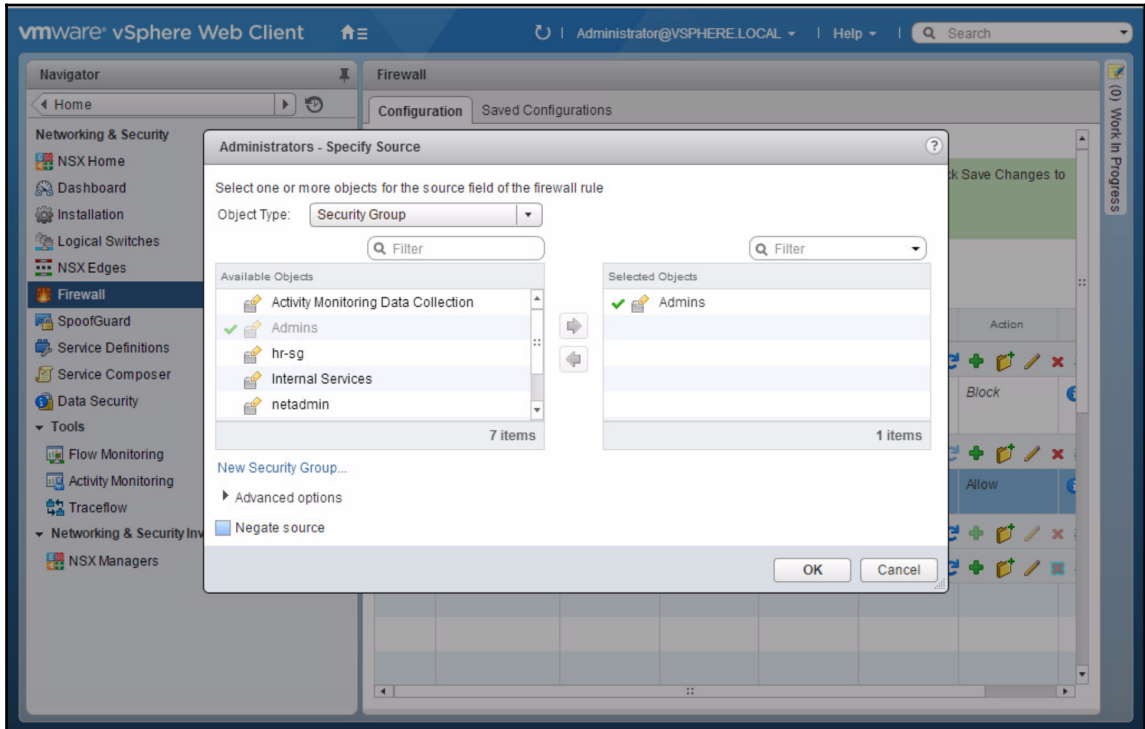 vmware® vSphere Web Client
Administrator@VSPHERE.LOCAL
Help
Search
Navigator
Home
Networking & Security
NSX Home
Dashboard
Installation
Logical Switches
NSX Edges
Firewall
SpoofGuard
Service Definitions
Service Composer
Data Security
Tools
Flow Monitoring
Activity Monitoring
Traceflow
Networking & Security Inv
NSX Managers
Firewall
Configuration
Saved Configurations
k Save Changes to
Action
Block
Allow
(0) Work In Progress
Administrators - Specify Source
?
Select one or more objects for the source field of the firewall rule
Object Type: Security Group
Filter
Available Objects
Activity Monitoring Data Collection
Admins
hr-sg
Internal Services
netadmin
7 items
Filter
Selected Objects
Admins
1 items
New Security Group...
Advanced options
Negate source
OK
Cancel